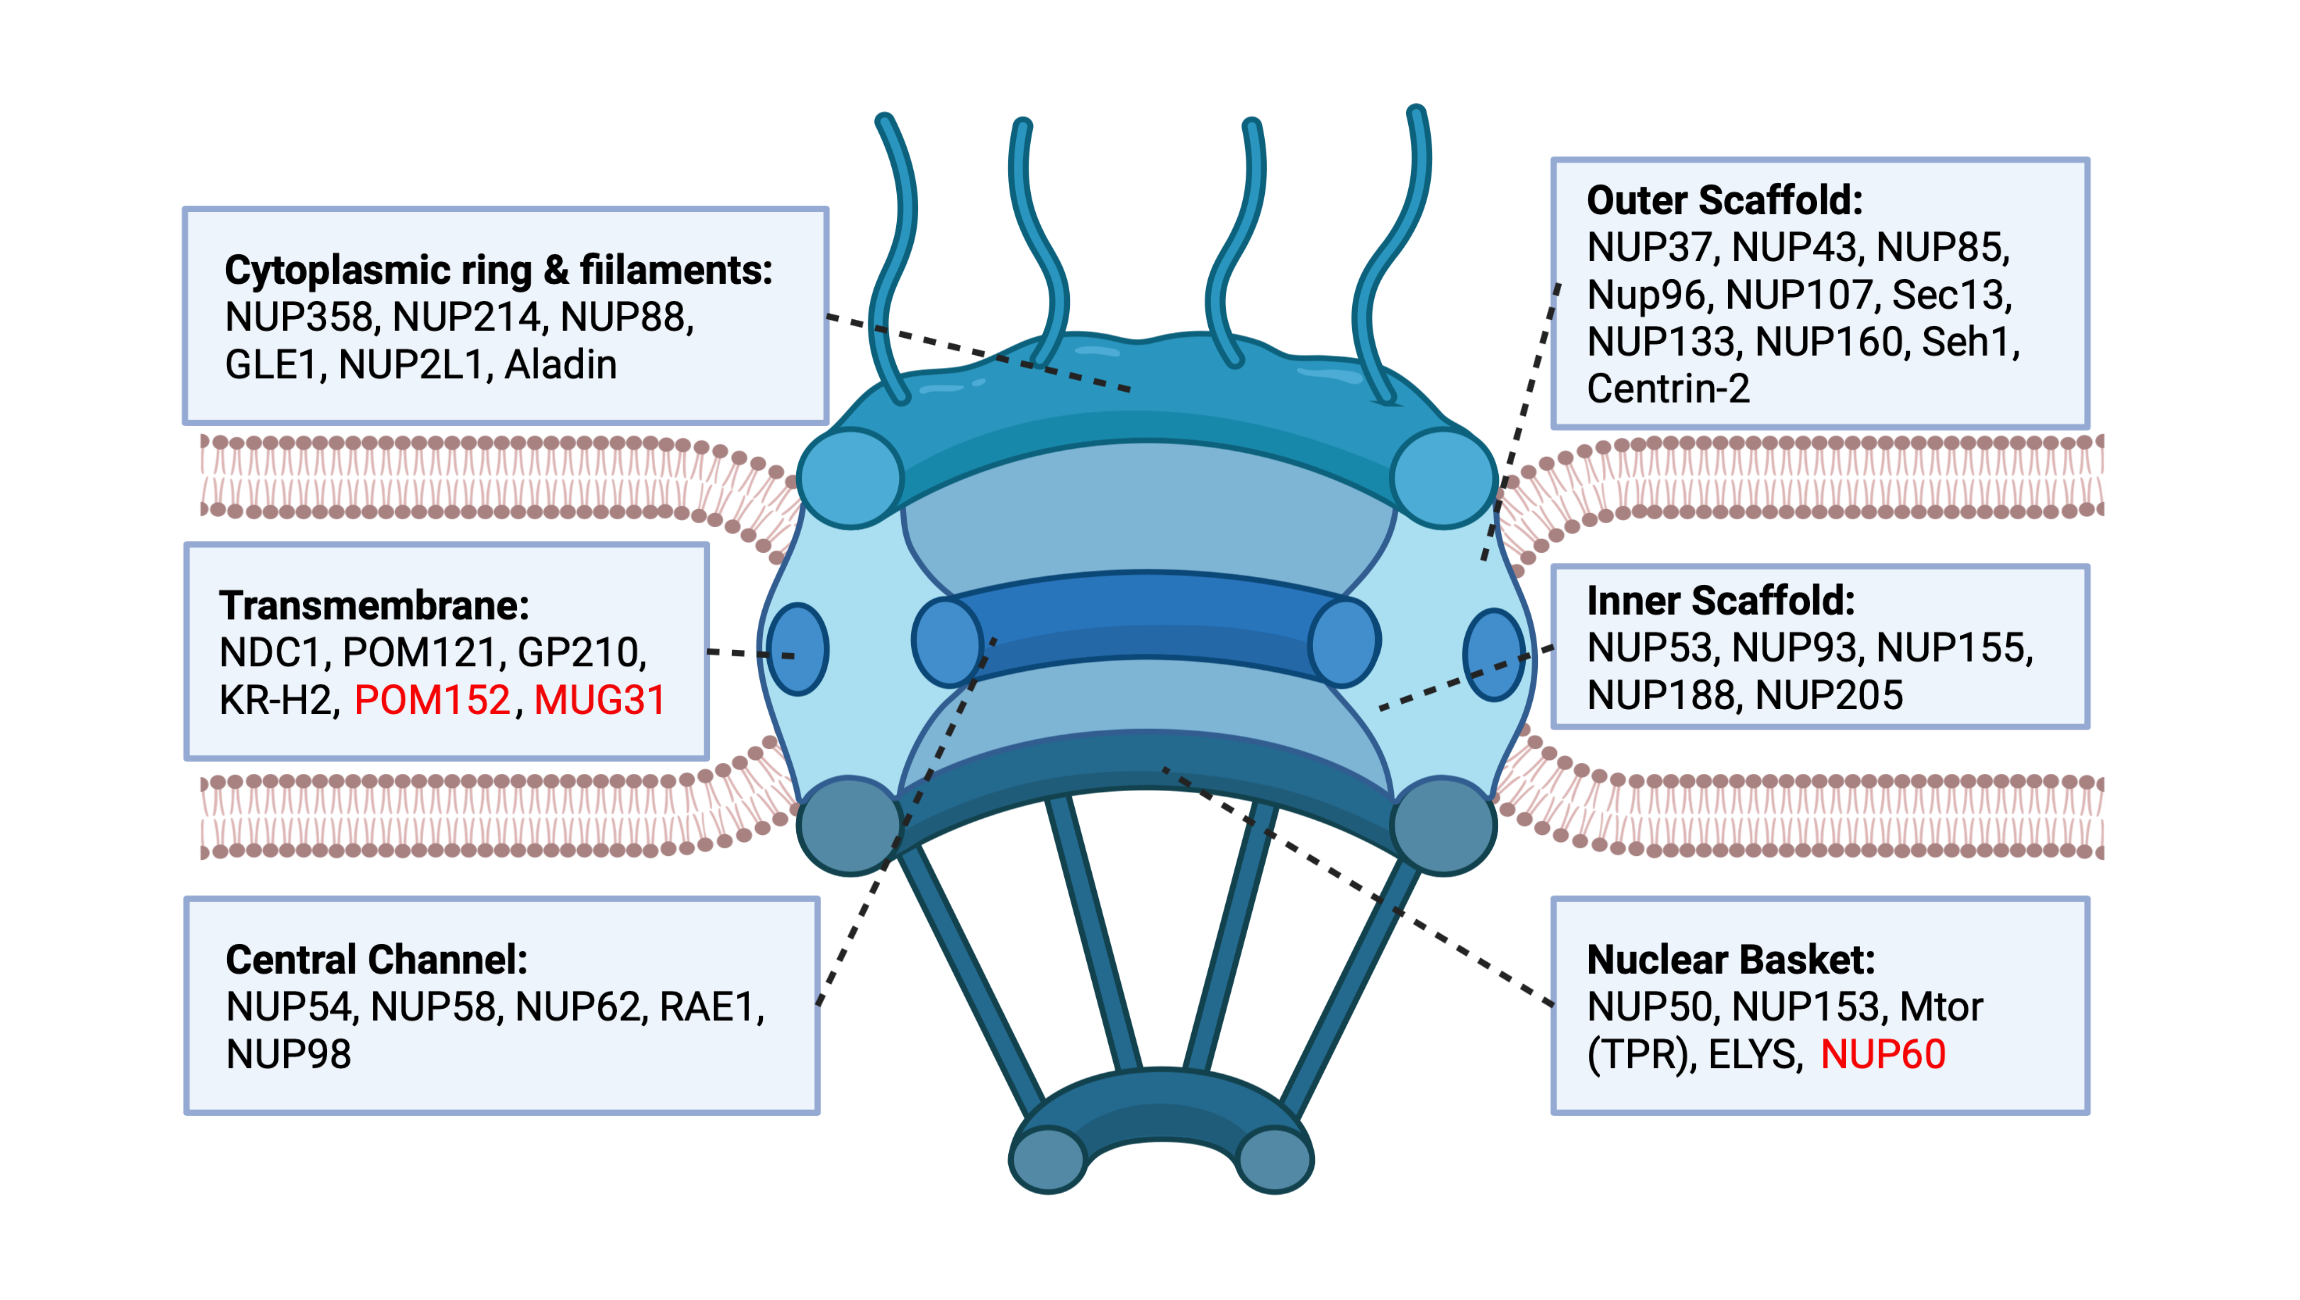 Cytoplasmic ring & fiilaments:
NUP358, NUP214, NUP88,
GLE1, NUP2L1, Aladin
Transmembrane:
NDC1, POM121, GP210,
KR-H2, POM152, MUG31
Central Channel:
NUP54, NUP58, NUP62, RAE1,
NUP98
Outer Scaffold:
NUP37, NUP43, NUP85,
Nup96, NUP107, Sec13,
NUP133, NUP160, Seh1,
Centrin-2
Inner Scaffold:
NUP53, NUP93, NUP155,
NUP188, NUP205
Nuclear Basket:
NUP50, NUP153, Mtor
(TPR), ELYS, NUP60